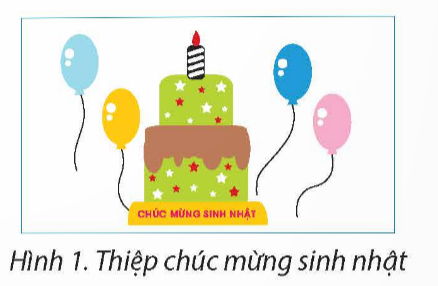 CHÚC MỪNG SINH NHẬT
Hình 1. Thiệp chúc mừng sinh nhật